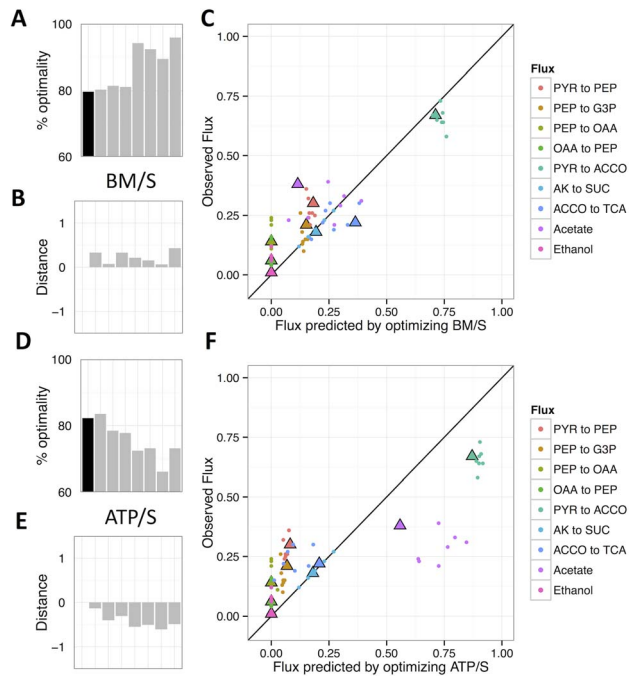 A
100
80
60
% optimality
BM/S
B
1
0
−1
Distance
C
1.00
0.75
0.50
0.25
0.00
Observed Flux
0.00 0.25 0.50 0.75 1.00
Flux predicted by optimizing BM/S
Flux
PYR to PEP
PEP to G3P
PEP to OAA
OAA to PEP
PYR to ACCO
AK to SUC
ACCO to TCA
Acetate
Ethanol
D
100
80
60
% optimality
ATP/S
E
1
0
−1
Distance
F
1.00
0.75
0.50
0.25
0.00
Observed Flux
0.00 0.25 0.50 0.75 1.00
Flux predicted by optimizing ATP/S
Flux
PYR to PEP
PEP to G3P
PEP to OAA
OAA to PEP
PYR to ACCO
AK to SUC
ACCO to TCA
Acetate
Ethanol